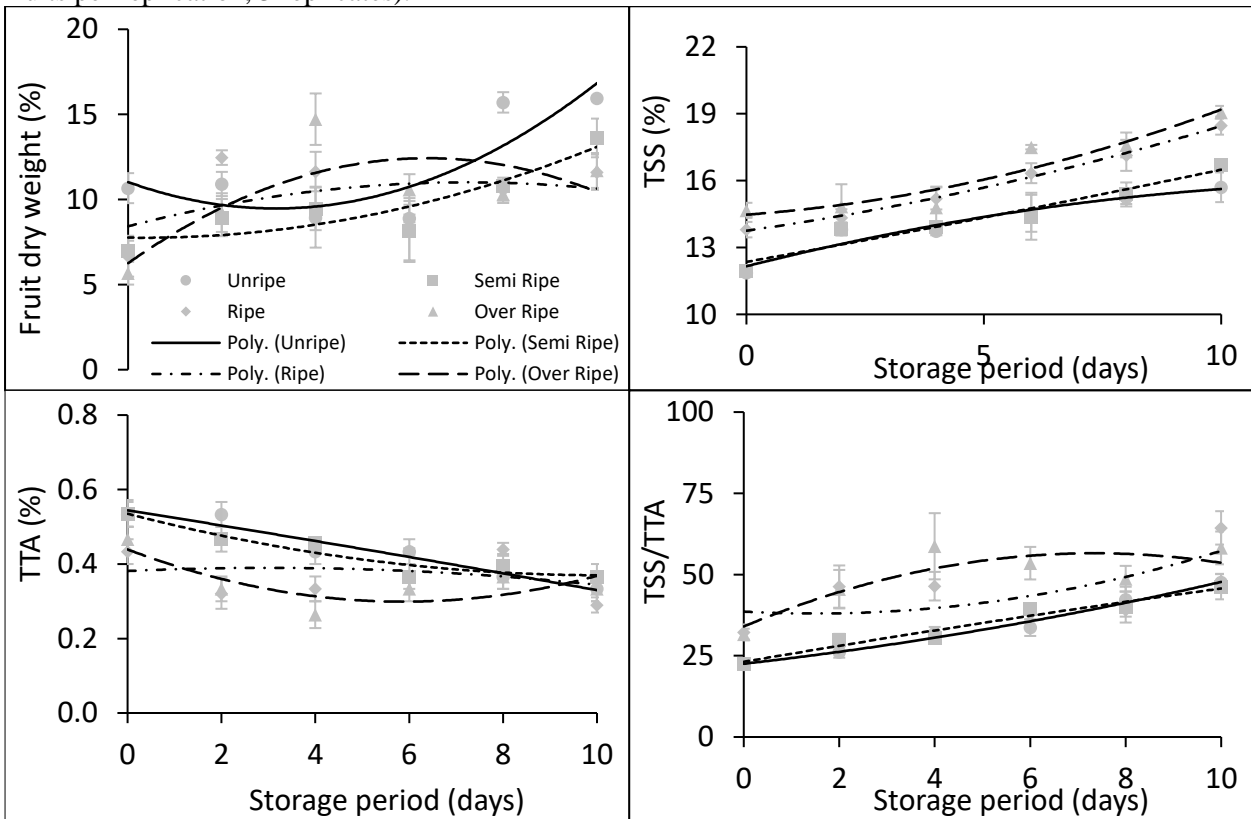 per replication, replicates).
20
15
10
5
0
Fruit dry weight (%)
Unripe
Semi Ripe
Ripe
Over Ripe
Poly. (Unripe)
Poly. (Semi Ripe)
Poly. (Ripe)
Poly. (Over Ripe)
22
19
16
13
10
TSS (%)
0 5 10
Storage period (days)
0.8
0.6
0.4
0.2
0.0
TTA (%)
0 2 4 6 8 10
Storage period (days)
100
75
50
25
0
TSS/TTA
0 2 4 6 8 10
Storage period (days)